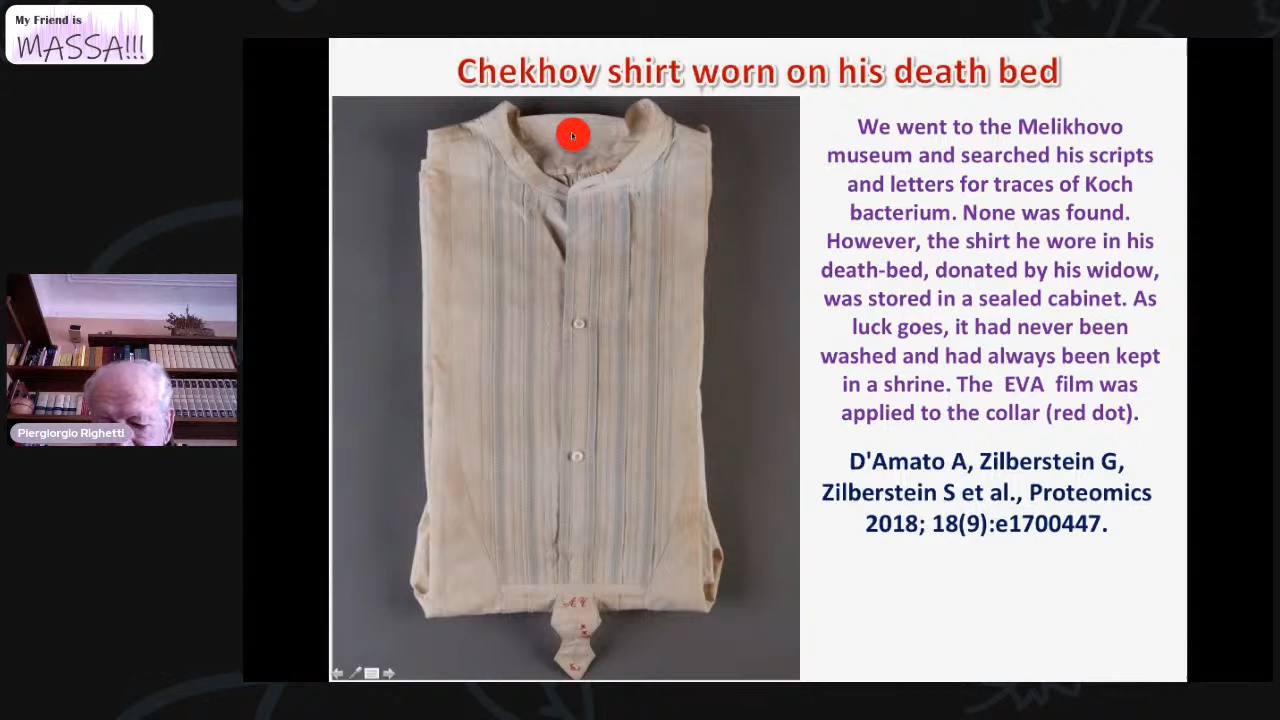 My Friend is
MASSA!!!
Chekhov shirt worn on his death bed
We went to the Melikhovo
museum and searched his scripts
and letters for traces of Koch
bacterium. None was found.
However, the shirt he wore in his
death-bed, donated by his widow,
was stored in a sealed cabinet. As
luck goes, it had never been
washed and had always been kept
in a shrine. The  EVA  film was
applied to the collar (red dot).
D'Amato A, Zilberstein G,
Zilberstein S et al., Proteomics
2018; 18(9):e1700447.
Piergiorgio Righetti